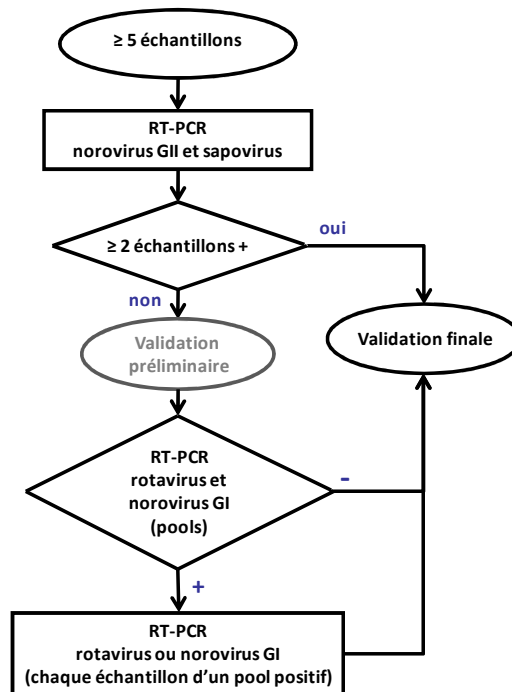 ≥ 5 échantillons
RT-PCR
norovirus GII et sapovirus
≥ 2 échantillons +
oui
non
Validation
préliminaire
Validation finale
RT-PCR
rotavirus et
norovirus GI
(pools)
-
+
RT-PCR
rotavirus ou norovirus GI
(chaque échantillon d'un pool positif)